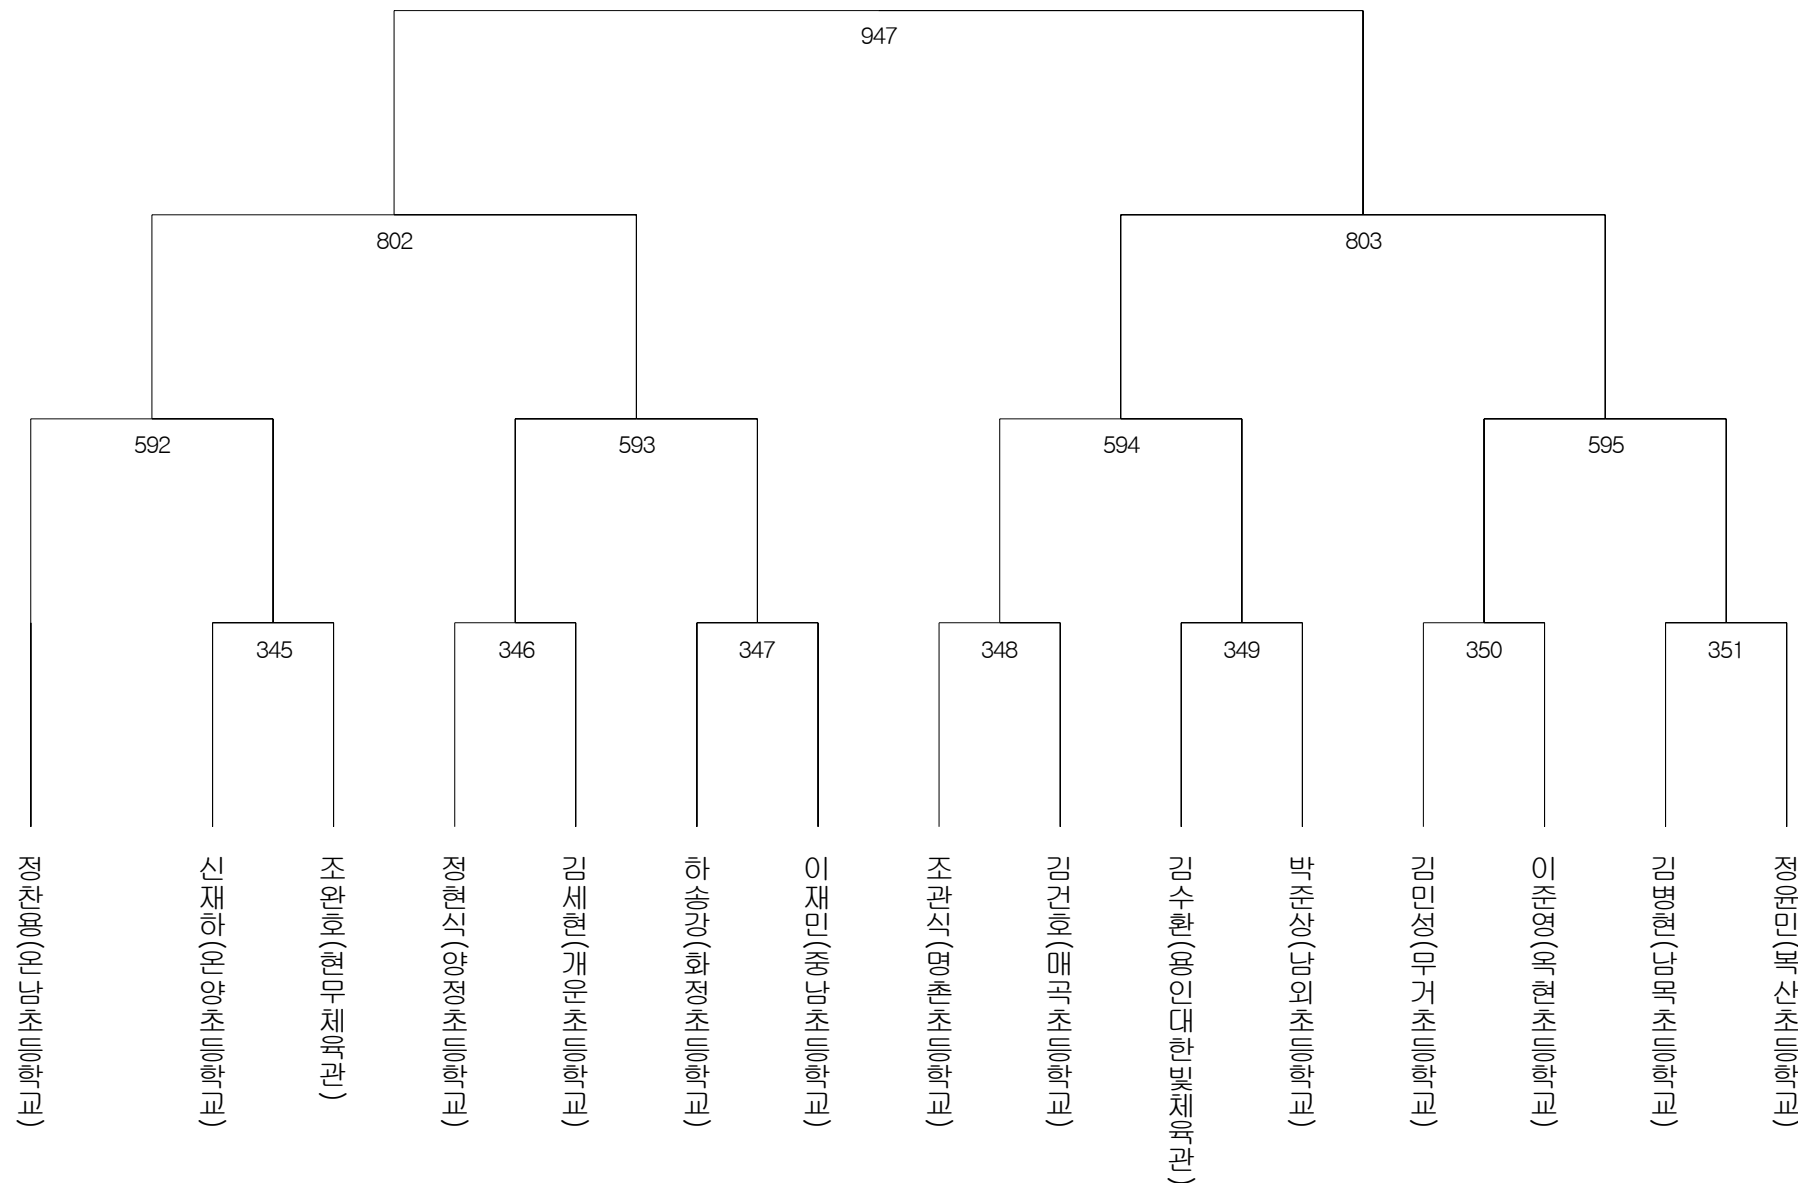 947
802
803
592
593
594
595
345
346
347
348
349
350
351
정찬용(온남초등학교)
신재하(온양초등학교)
조완호(현무체육관)
정현식(양정초등학교)
김세현(개운초등학교)
하송강(화정초등학교)
이재민(중남초등학교)
조관식(명촌초등학교)
김건호(매곡초등학교)
김수환(용인대한빛체육관)
박준상(남외초등학교)
김민성(무거초등학교)
이준영(옥현초등학교)
김병현(남목초등학교)
정윤민(복산초등학교)